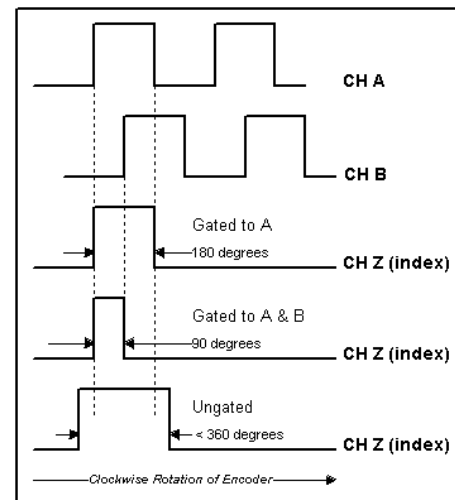 CH A
CH B
Gated to A
180 degrees
CH Z (index)
Gated to A & B
90 degrees
CH Z (index)
Ungated
< 360 degrees
CH Z (index)
Clockwise Rotation of Encoder